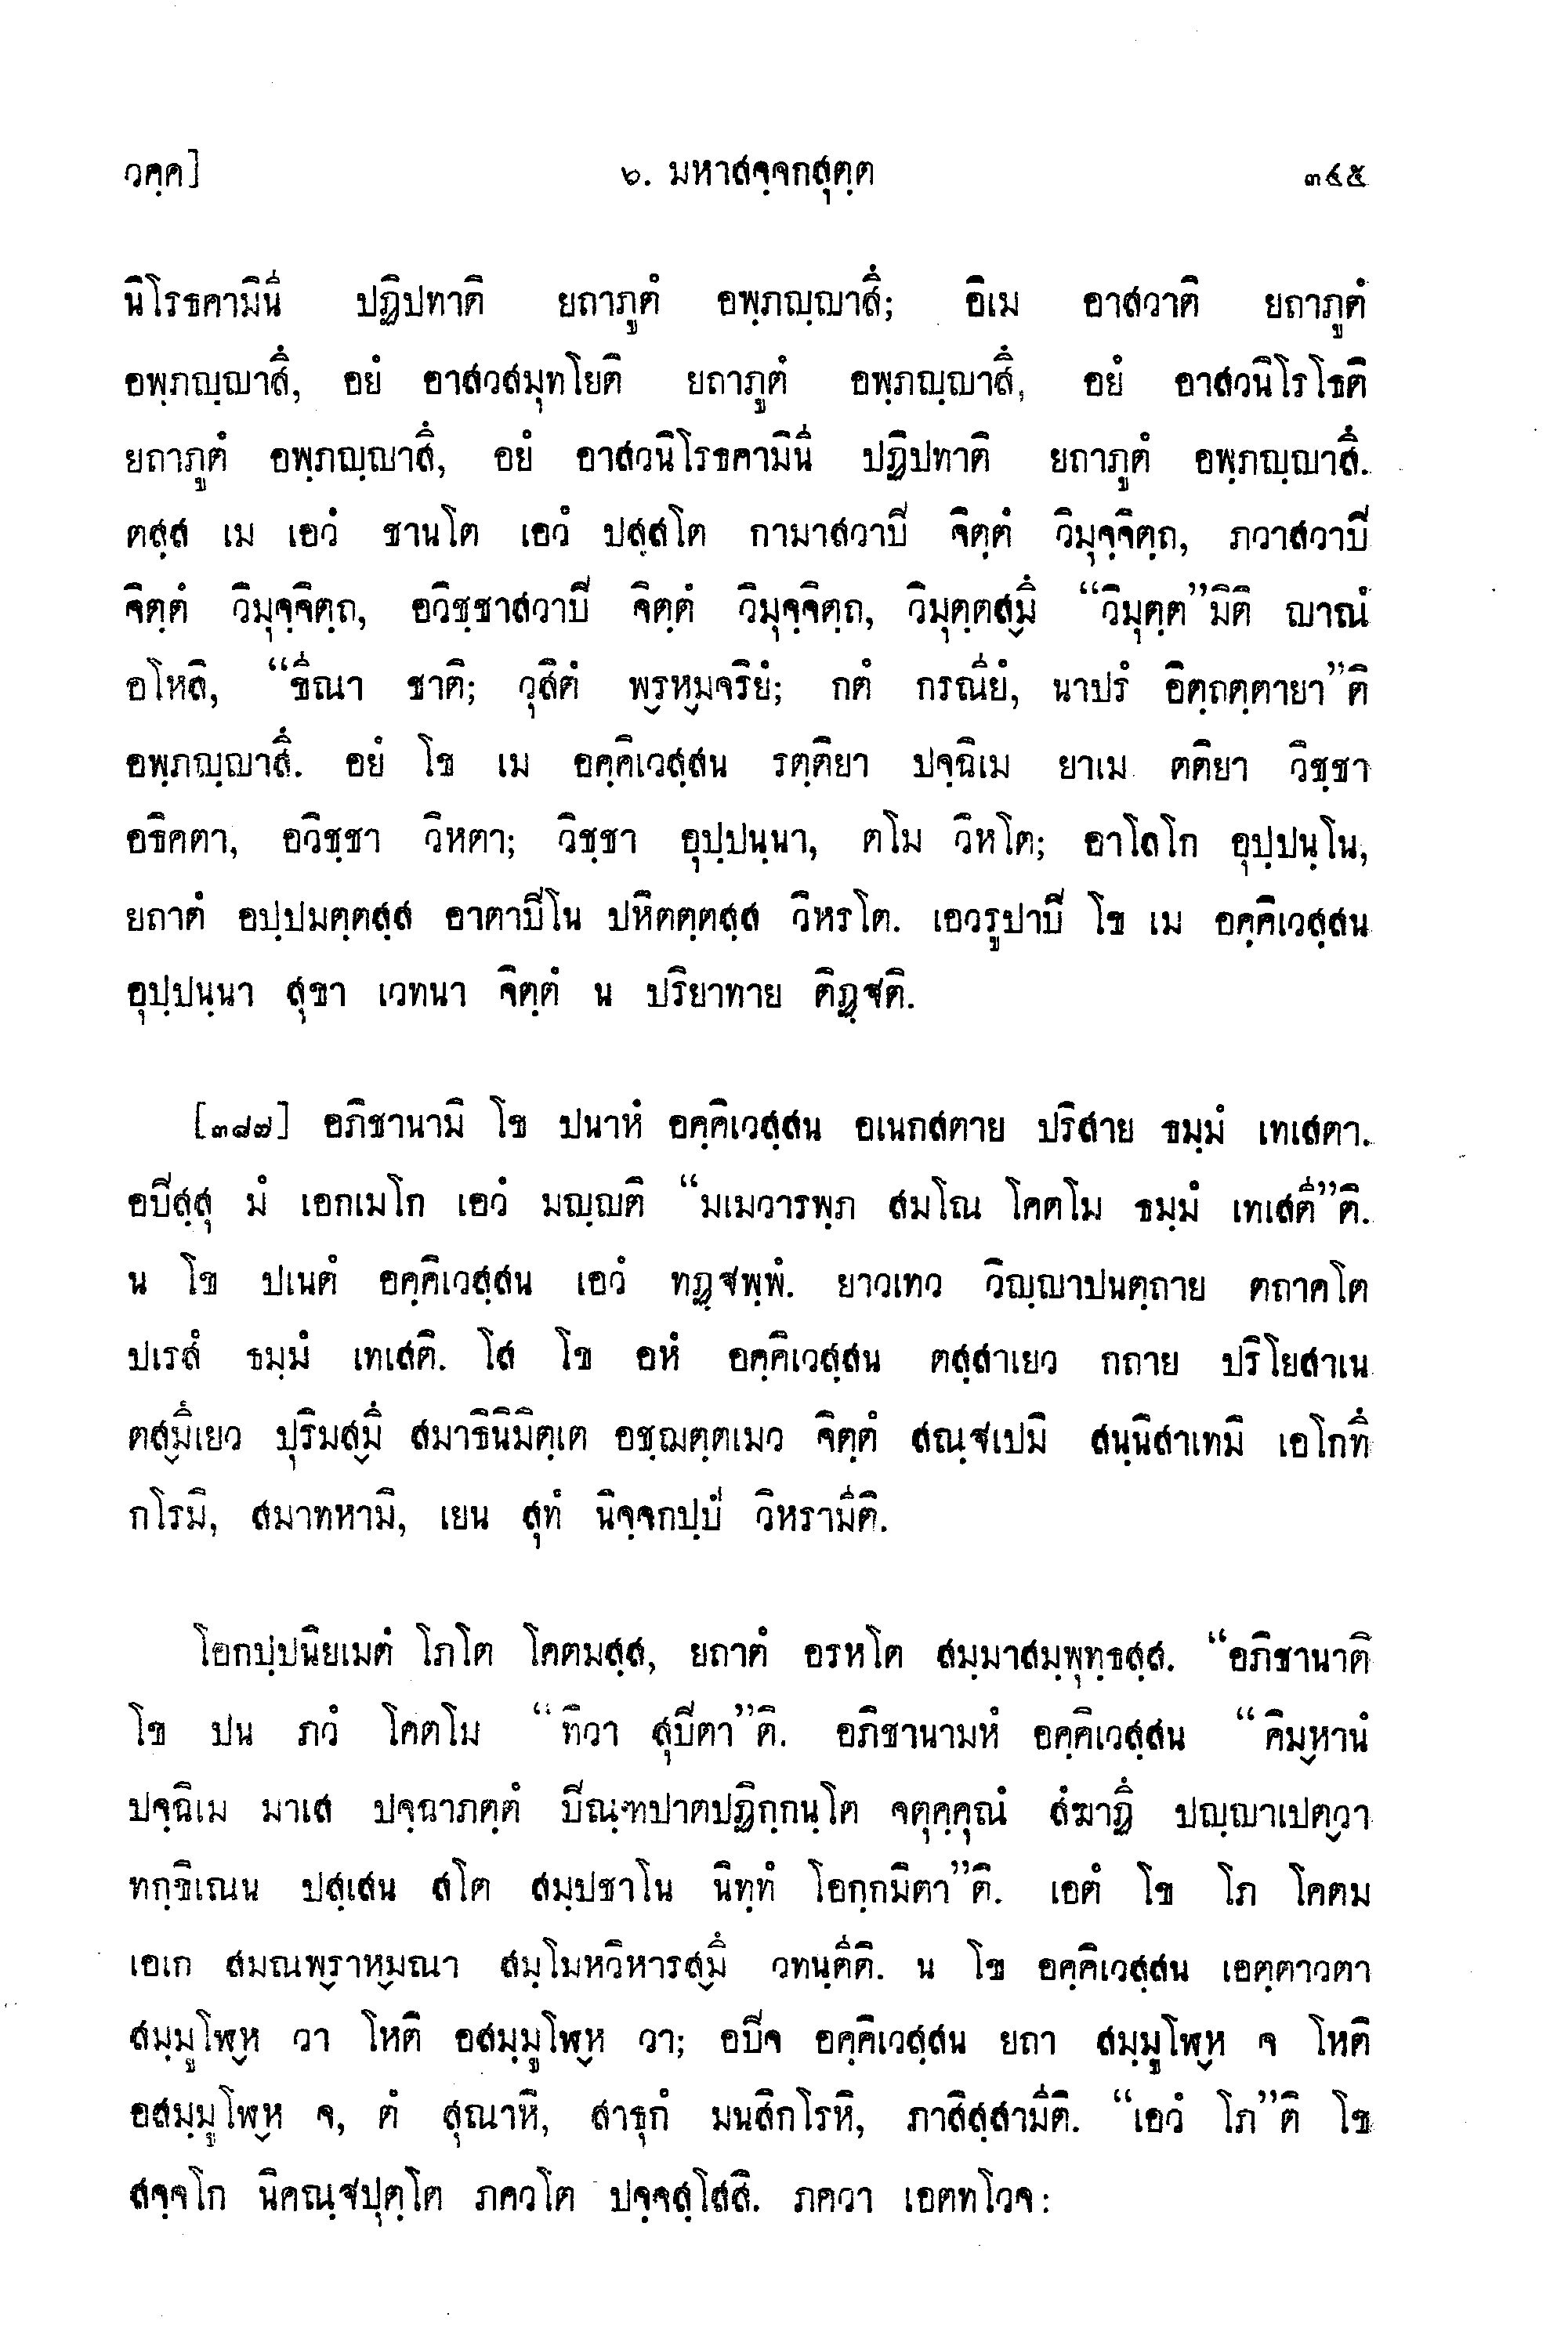 วคฺค] ๖. มหาสจฺจกสุตฺต ๓๔๕
นิโรธคามินี ปฏิปทาติ ยถาภูตํ อพฺภญฺญาสึ; อิเม อาสวาติ ยถาภูตํ
อพฺภญฺญาสึ, อยํ อาสวสมุทโยติ ยถาภูตํ อพฺภญฺญาสึ, อยํ อาสวนิโรโธติ
ยถาภูตํ อพฺภญฺญาสึ, อยํ อาสวนิโรธคามินี ปฏิปทาติ ยถาภูตํ อพฺภญฺญาสึ.
ตสฺส เม เอวํ ชานโต เอวํ ปสฺสโต กามาสวาปิ จิตฺตํ วิมุจฺจิตฺถ, ภวาสวาปิ
จิตฺตํ วิมุจฺจิตฺถ, อวิชฺชาสวาปิ จิตฺตํ วิมุจฺจิตฺถ, วิมุตฺตสฺมึ “วิมุตฺต”มิติ ญาณํ
อโหสิ, “ขีณา ชาติ; วุสิตํ พฺรหฺมจริยํ; กตํ กรณียํ, นาปรํ อิตฺถตฺตายา”ติ
อพฺภญฺญาสึ. อยํ โข เม อคฺคิเวสฺสน รตฺติยา ปจฺฉิเม ยาเม ตติยา วิชฺชา
อธิคตา, อวิชฺชา วิหตา; วิชฺชา อุปฺปนฺนา, ตโม วิหโต; อาโลโก อุปฺปนฺโน,
ยถาตํ อปฺปมตฺตสฺส อาตาปิโน ปหิตตฺตสฺส วิหรโต. เอวรูปาปิ โข เม อคฺคิเวสฺสน
อุปฺปนฺนา สุขา เวทนา จิตฺตํ น ปริยาทาย ติฏฺฐติ.
[๓๘๗] อภิชานามิ โข ปนาหํ อคฺคิเวสฺสน อเนกสตาย ปริสาย ธมฺมํ เทเสตา.
อปิสฺสุ มํ เอกเมโก เอวํ มญฺญติ “มเมวารพฺภ สมโณ โคตโม ธมฺมํ เทเสตี”ติ.
น โข ปเนตํ อคฺคิเวสฺสน เอวํ ทฏฺฐพฺพํ. ยาวเทว วิญฺญาปนตฺถาย ตถาคโต
ปเรสํ ธมฺมํ เทเสติ. โส โข อหํ อคฺคิเวสฺสน ตสฺสาเยว กถาย ปริโยสาเน
ตสฺมึเยว ปุริมสฺมึ สมาธินิมิตฺเต อชฺฌตฺตเมว จิตฺตํ สณฺฐเปมิ สนฺนิสาเทมิ เอโกทึ
กโรมิ, สมาทหามิ, เยน สุทํ นิจฺจกปฺปํ วิหรามีติ.
โอกปฺปนิยเมตํ โภโต โคตมสฺส, ยถาตํ อรหโต สมฺมาสมฺพุทฺธสฺส. “อภิชานาติ
โข ปน ภวํ โคตโม “ทิวา สุปิตา”ติ. อภิชานามหํ อคฺคิเวสฺสน “คิมฺหานํ
ปจฺฉิเม มาเส ปจฺฉาภตฺตํ ปิณฺฑปาตปฏิกฺกนฺโต จตุคฺคุณํ สํฆาฏึ ปญฺญาเปตฺวา
ทกฺขิเณน ปสฺเสน สโต สมฺปชาโน นิทฺทํ โอกฺกมิตา”ติ. เอตํ โข โภ โคตม
เอเก สมณพฺราหฺมณา สมฺโมหวิหารสฺมึ วทนฺตีติ. น โข อคฺคิเวสฺสน เอตฺตาวตา
สมฺมูโฬฺห วา โหติ อสมฺมูโฬฺห วา; อปิจ อคฺคิเวสฺสน ยถา สมฺมูโฬฺห จ โหติ
อสมฺมูโฬฺห จ, ตํ สุณาหิ, สาธุกํ มนสิกโรหิ, ภาสิสฺสามีติ. “เอวํ โภ”ติ โข
สจฺจโก นิคณฺฐปุตฺโต ภควโต ปจฺจสฺโสสิ. ภควา เอตทโวจ: